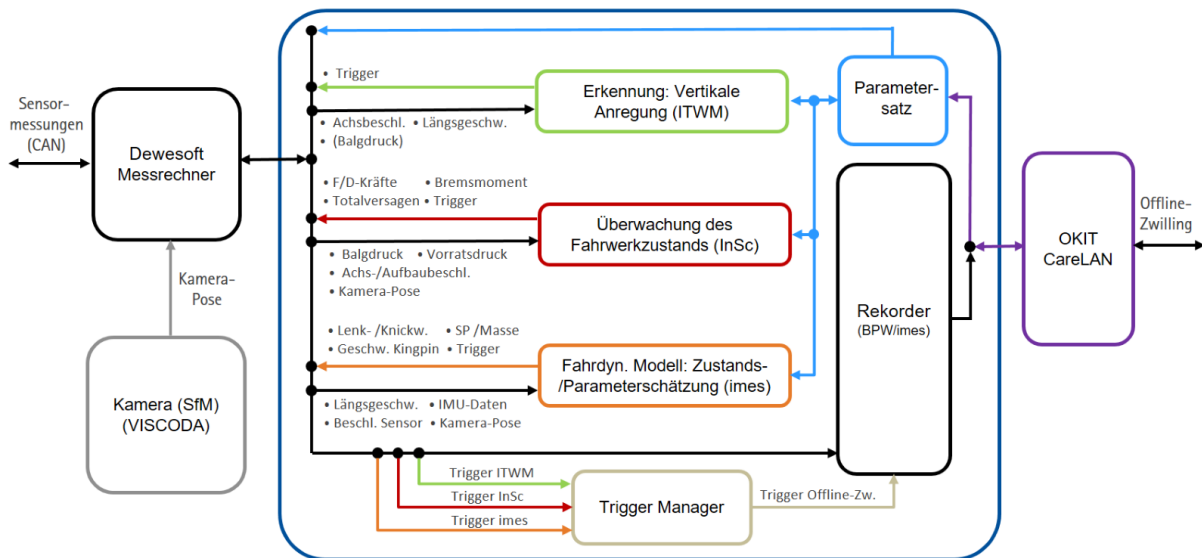 Sensor-
messungen
(CAN)
Dewesoft
Messrechner
Kamera-
Pose
Kamera (SfM)
(VISCODA)
• Trigger
• Achsbeschl. • Längsgeschw.
• (Balgdruck)
Erkennung: Vertikale
Anregung (ITWM)
• F/D-Kräfte • Bremsmoment
• Totalversagen • Trigger
• Balgdruck • Vorratsdruck
• Achs-/Aufbaubeschl.
• Kamera-Pose
Überwachung des
Fahrwerkzustands (InSc)
• Lenk- /Knickw. • SP /Masse
• Geschw. Kingpin • Trigger
• Längsgeschw. • IMU-Daten
• Beschl. Sensor • Kamera-Pose
Fahrdyn. Modell: Zustands-
/Parameterschätzung (imes)
Trigger ITWM
Trigger InSc
Trigger imes
Trigger Manager
Trigger Offline-Zw.
Parameter-
satz
Rekorder
(BPW/imes)
OKIT
CareLAN
Offline-
Zwilling